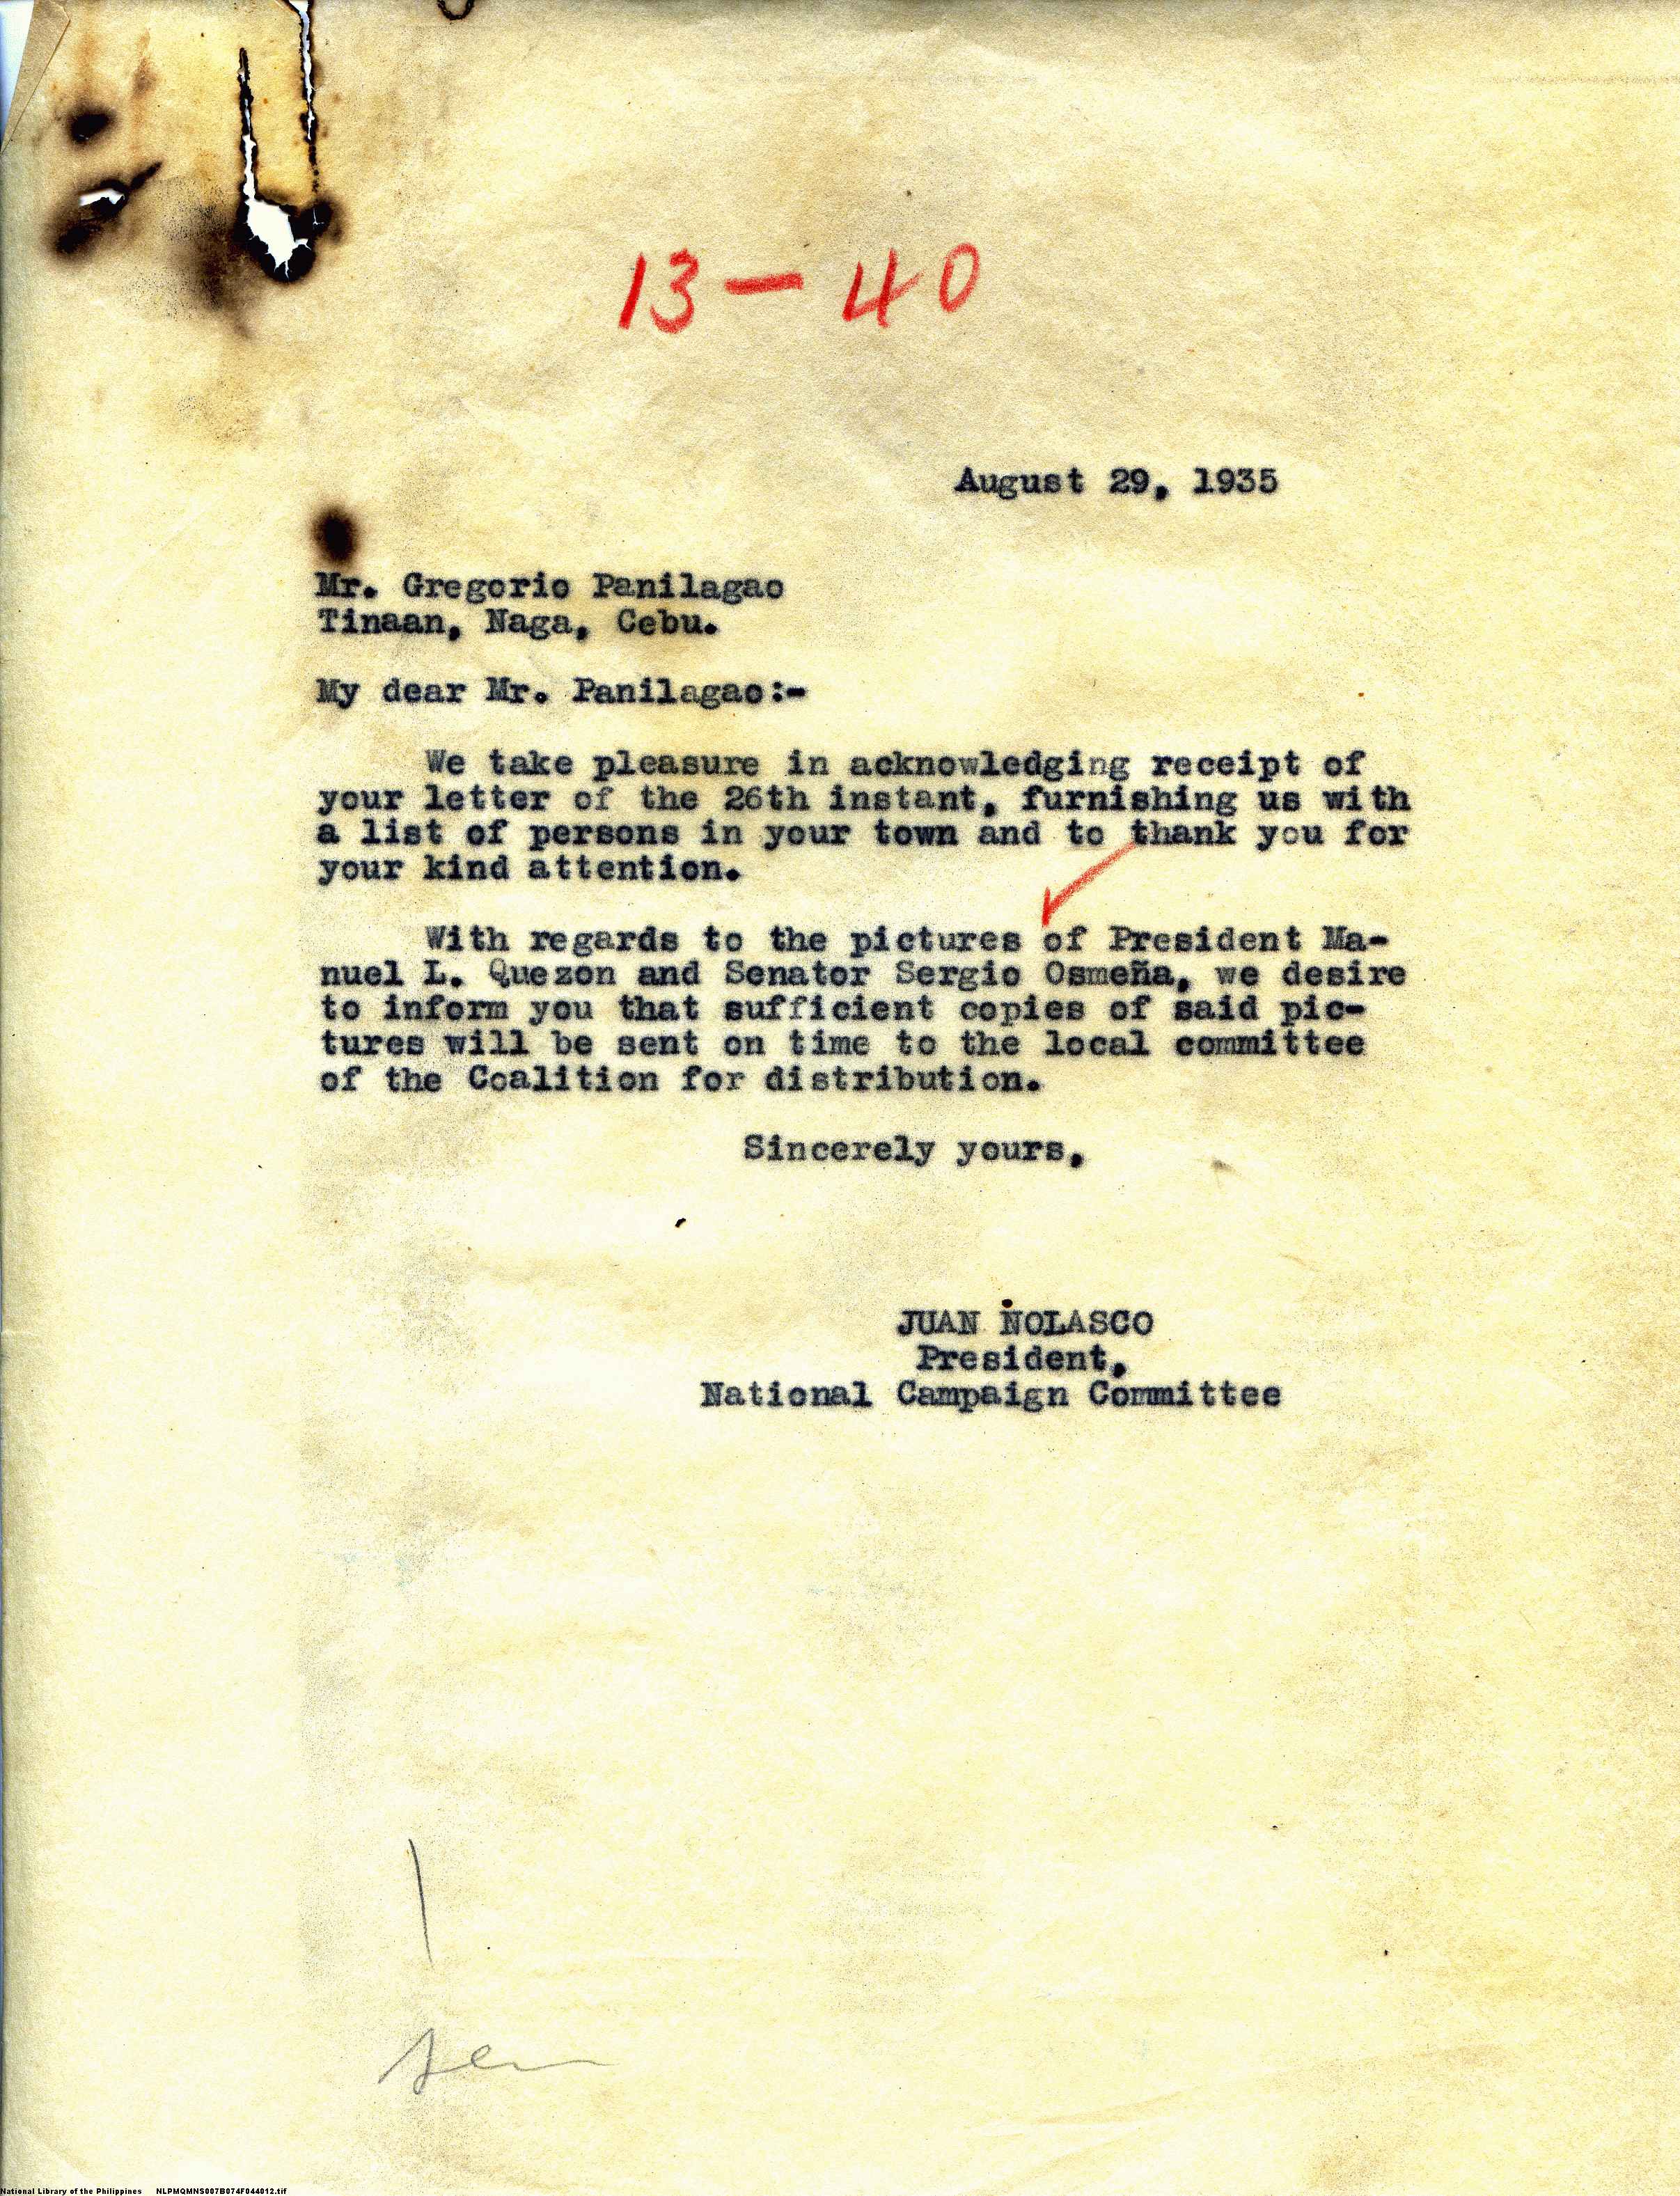 13 - 40
August 29, 1935
Mr. Gregorio Panilagao
Tinaan, Naga, Cebu.
My dear Mr. Panilagao:-
We take pleasure in acknowledging receipt of
your letter of the 26th instant, furnishing us with
a list of persons in your town and to thank you for
your kind attention.
With regards to the pictures of President Ma-
nuel L. Quezon and Senator Sergio Osmeña, we desire
to inform you that sufficient copies of said pic-
tures will be sent on time to the local committee
of the Coalition for distribution.
Sincerely yours,
JUAN NOLASCO
President,
National Campaign Committee
National Library of the Philippines NLPMQMNS007B074F044012.tif